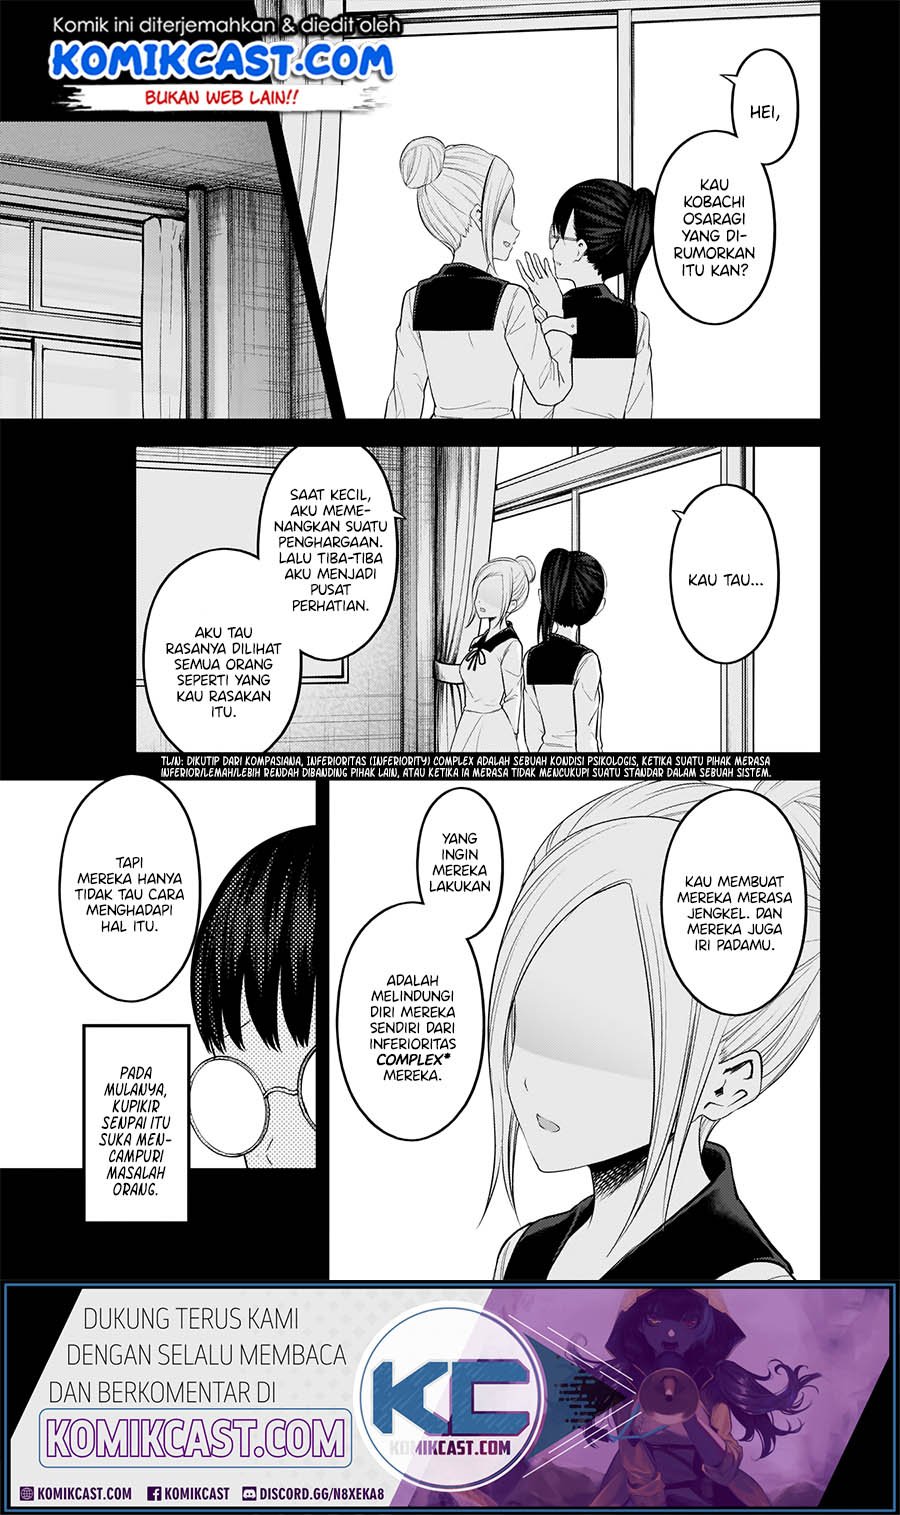 Komik ini diterjemahkan & diedit oleh
KOMIKCAST.COM
BUKAN WEB LAIN!!
HEI,
KAU
KOBACHI
OSARAGI
YANG DI-
RUMORKAN
ITU KAN?
KAU TAU...
SAAT KECIL,
AKU MEME-
NANGKAN SUATU
PENGHARGAAN.
LALU TIBA-TIBA
AKU MENJADI
PUSAT
PERHATIAN.
AKU TAU
RASANYA DILIHAT
SEMUA ORANG
SEPERTI YANG
KAU RASAKAN
ITU.
TL/N: DIKUTIP DARI KOMPASIANA, INFERIORITAS (INFERIORITY) COMPLEX ADALAH SEBUAH KONDISI PSIKOLOGIS, KETIKA SUATU PIHAK MERASA
INFERIOR/LEMAH/LEBIH RENDAH DIBANDING PIHAK LAIN, ATAU KETIKA IA MERASA TIDAK MENCUKUPI SUATU STANDAR DALAM SEBUAH SISTEM.
KAU MEMBUAT
MEREKA MERASA
JENGKEL. DAN
MEREKA JUGA
IRI PADAMU.
YANG
INGIN
MEREKA
LAKUKAN
ADALAH
MELINDUNGI
DIRI MEREKA
SENDIRI DARI
INFERIORITAS
COMPLEX*
MEREKA.
TAPI
MEREKA HANYA
TIDAK TAU CARA
MENGHADAPI
HAL ITU.
PADA
MULANYA,
KUPIKIR
SENPAI ITU
SUKA MEN-
CAMPURI
MASALAH
ORANG.
DUKUNG TERUS KAMI
DENGAN SELALU MEMBACA
DAN BERKOMENTAR DI
KOMIKCAST.COM
KC
KOMIKCAST.COM
KOMIKCAST.COM KOMIKCAST DISCORD.GG/N8XEKA8